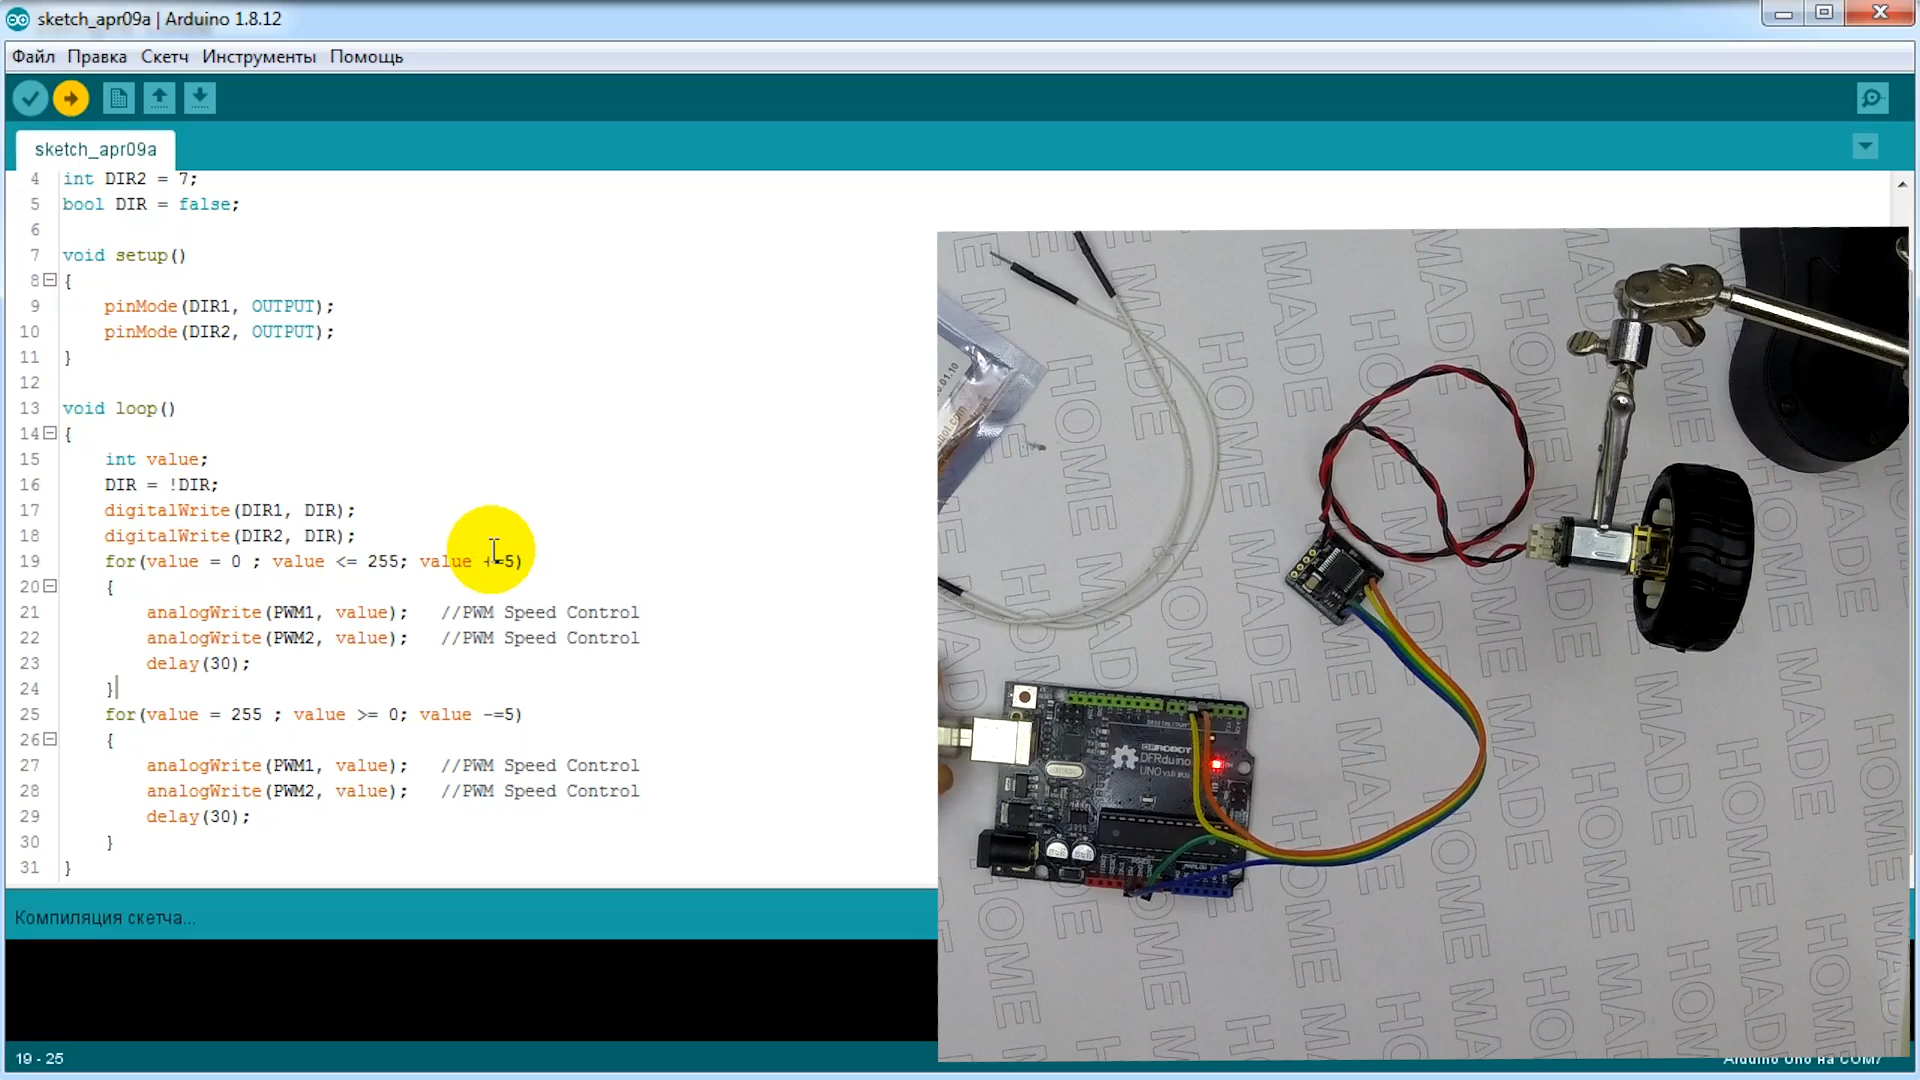 sketch_apr09a | Arduino 1.8.12
Файл Правка Скетч Инструменты Помощь
sketch_apr09a
4 int DIR2 = 7;
5 bool DIR = false;
6
7 void setup()
8 {
9 pinMode(DIR1, OUTPUT);
10 pinMode(DIR2, OUTPUT);
11 }
12
13 void loop()
14 {
15 int value;
16 DIR = !DIR;
17 digitalWrite(DIR1, DIR);
18 digitalWrite(DIR2, DIR);
19 for(value = 0 ; value <= 255; value +=5)
20 {
21 analogWrite(PWM1, value); //PWM Speed Control
22 analogWrite(PWM2, value); //PWM Speed Control
23 delay(30);
24 }
25 for(value = 255 ; value >= 0; value -=5)
26 {
27 analogWrite(PWM1, value); //PWM Speed Control
28 analogWrite(PWM2, value); //PWM Speed Control
29 delay(30);
30 }
31 }
HOME MADE
DFROBOT
DFRduino
UNO
Компиляция скетча...
19 - 25
Arduino Uno на COM7